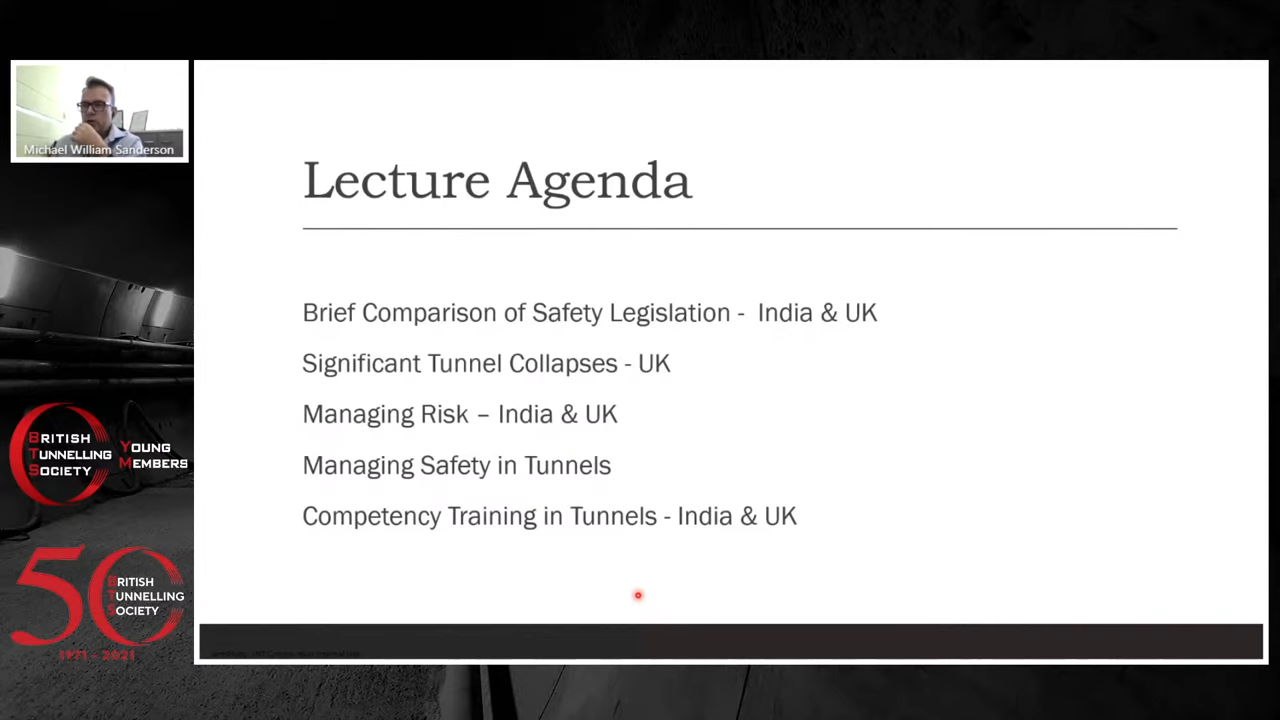 Michael William Sanderson
Lecture Agenda
Brief Comparison of Safety Legislation - India & UK
Significant Tunnel Collapses - UK
Managing Risk – India & UK
Managing Safety in Tunnels
Competency Training in Tunnels - India & UK
BRITISH
TUNNELLING
SOCIETY
YOUNG
MEMBERS
50
BRITISH
TUNNELLING
SOCIETY
1971 - 2021